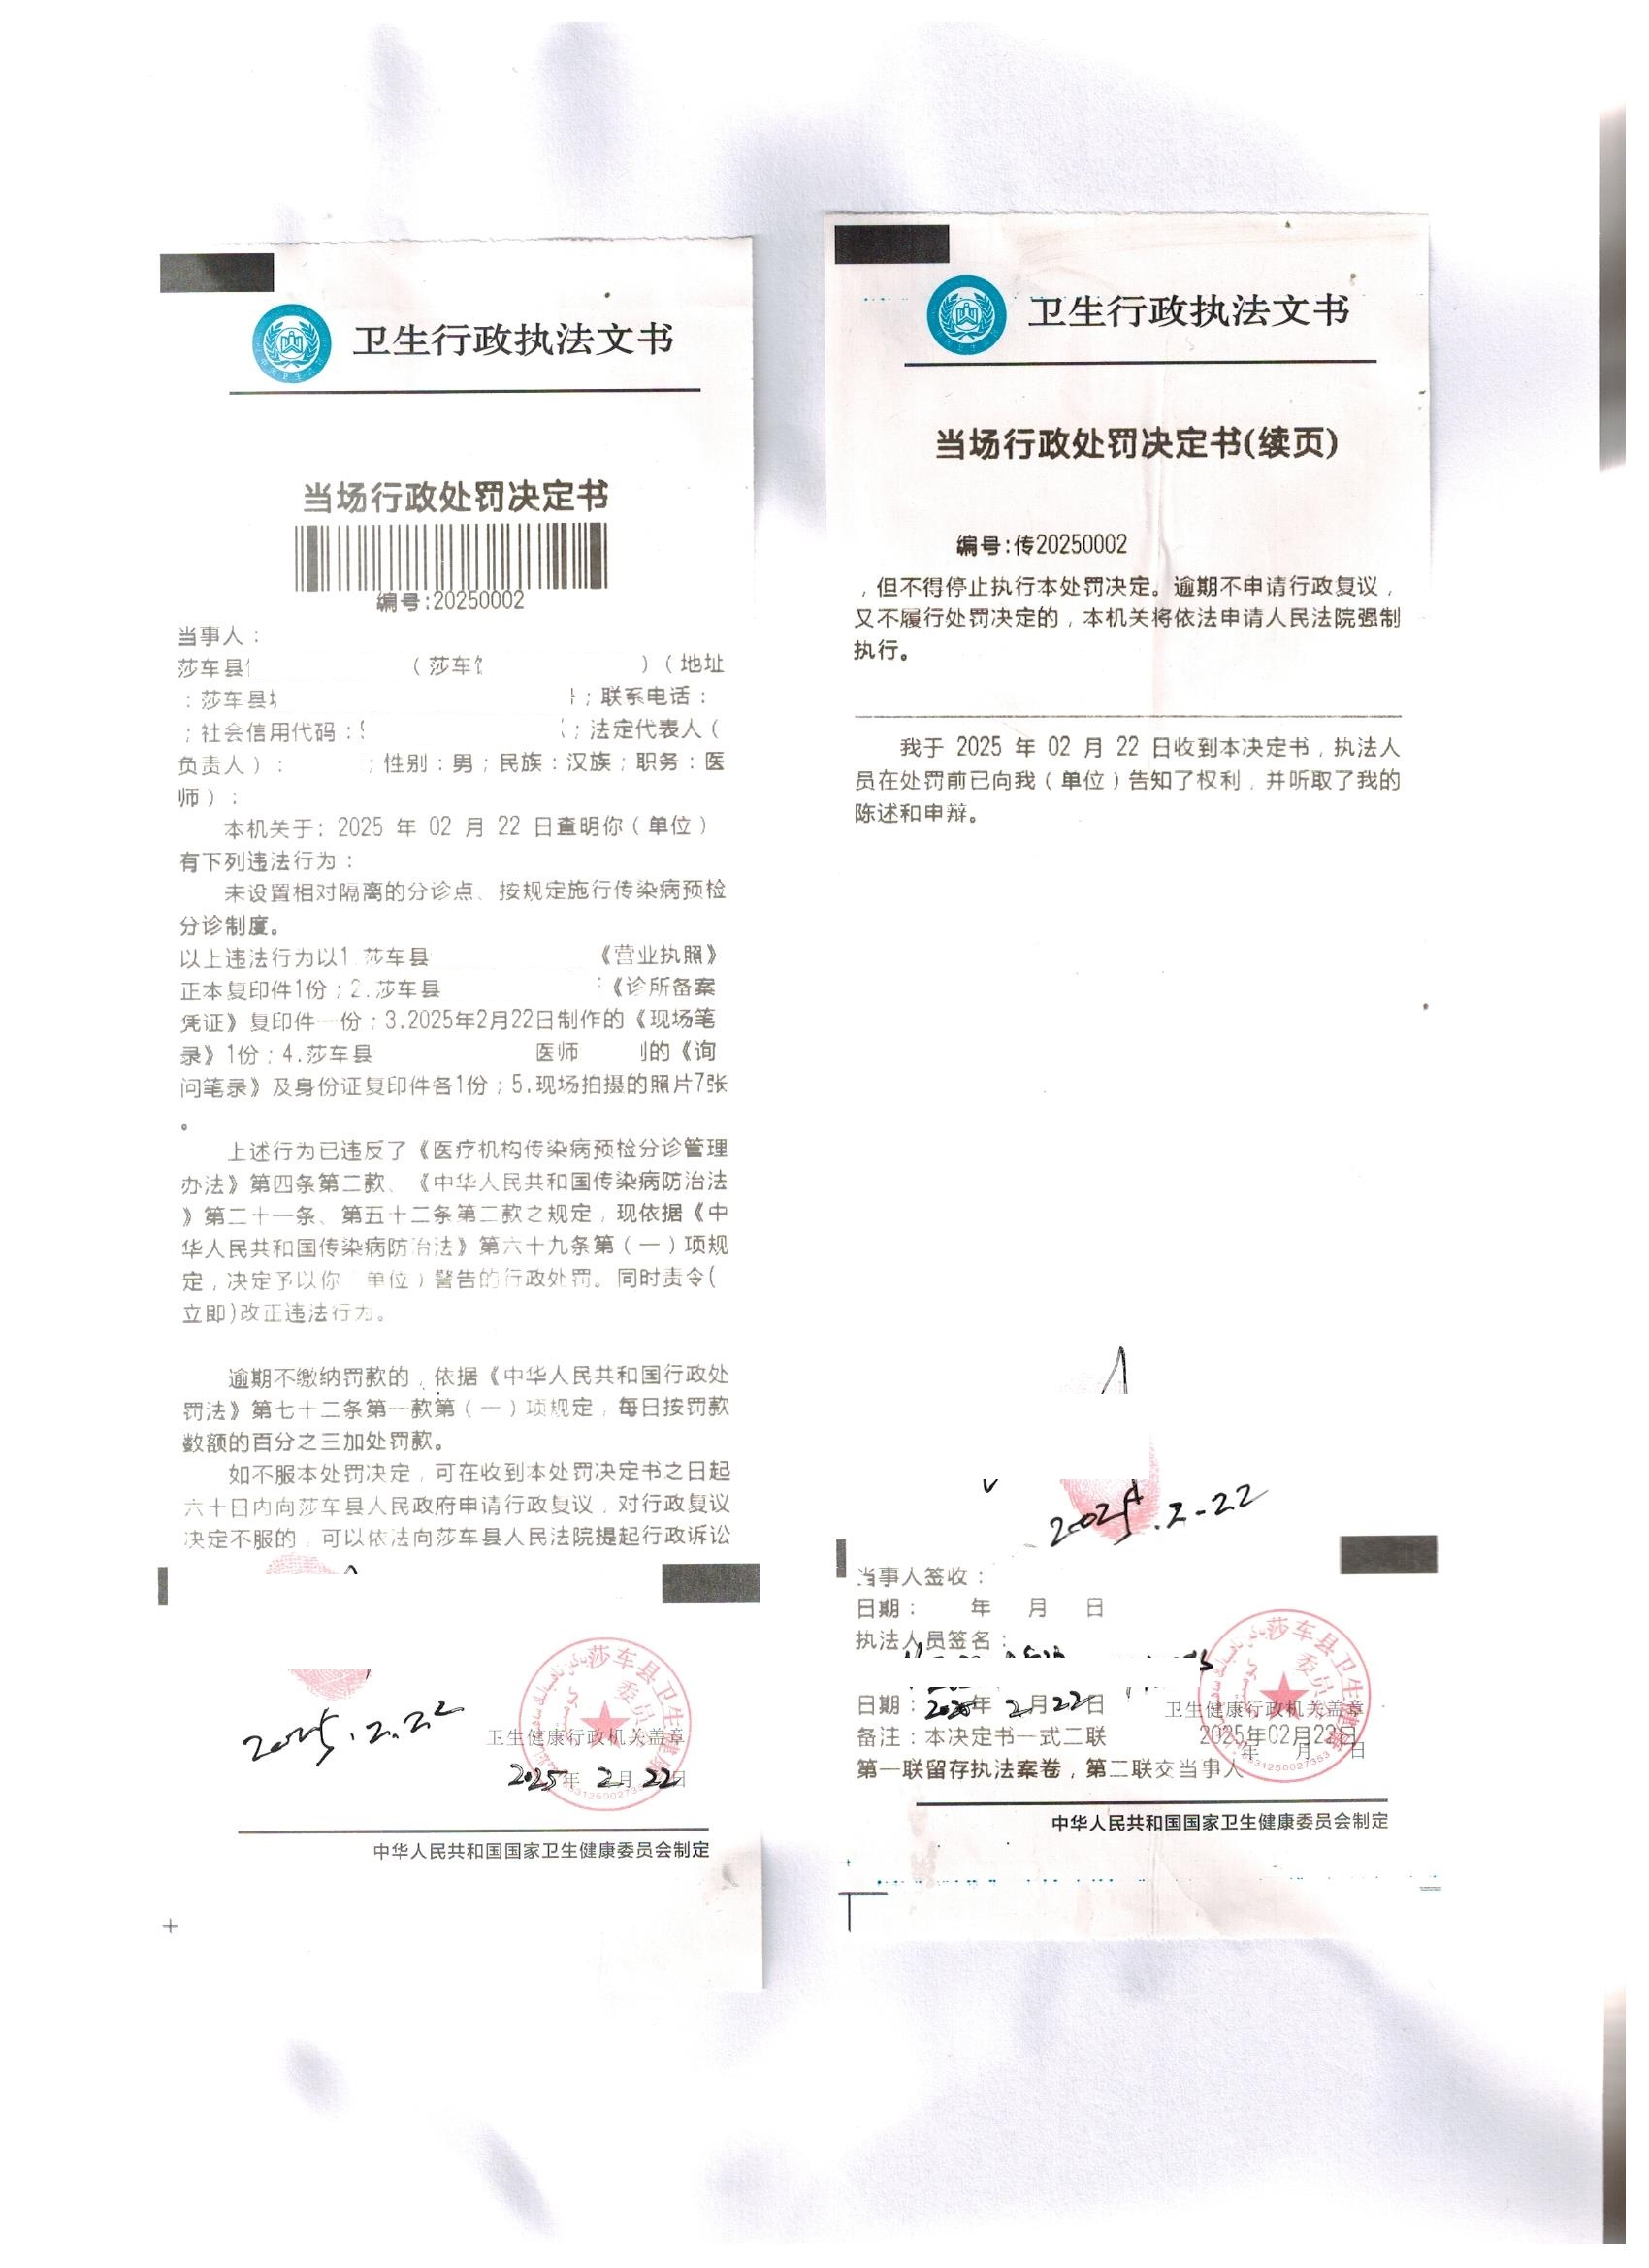 卫生行政执法文书
当场行政处罚决定书
编号:20250002
当事人：
莎车县 （莎车 ）（地址
：莎车县 ；联系电话：
；社会信用代码：9 ；法定代表人（
负责人）： ；性别：男；民族：汉族；职务：医
师）：
本机关于: 2025 年 02 月 22 日查明你（单位）
有下列违法行为：
未设置相对隔离的分诊点、按规定施行传染病预检
分诊制度。
以上违法行为以1.莎车县 《营业执照》
正本复印件1份；2.莎车县 《诊所备案
凭证》复印件一份；3.2025年2月22日制作的《现场笔
录》1份；4.莎车县 医师 的《询
问笔录》及身份证复印件各1份；5.现场拍摄的照片7张
。
上述行为已违反了《医疗机构传染病预检分诊管理
办法》第四条第二款、《中华人民共和国传染病防治法
》第二十一条、第五十二条第二款之规定，现依据《中
华人民共和国传染病防治法》第六十九条第（一）项规
定，决定予以你 单位）警告的行政处罚。同时责令(
立即)改正违法行为。
逾期不缴纳罚款的，依据《中华人民共和国行政处
罚法》第七十二条第一款第（一）项规定，每日按罚款
数额的百分之三加处罚款。
如不服本处罚决定，可在收到本处罚决定书之日起
六十日内向莎车县人民政府申请行政复议，对行政复议
决定不服的，可以依法向莎车县人民法院提起行政诉讼
莎车县卫生健康
委员会
2025.2.22
卫生健康行政机关盖章
2025年 2月 22日
中华人民共和国国家卫生健康委员会制定
卫生行政执法文书
当场行政处罚决定书(续页)
编号:传20250002
，但不得停止执行本处罚决定。逾期不申请行政复议，
又不履行处罚决定的，本机关将依法申请人民法院强制
执行。
我于 2025 年 02 月 22 日收到本决定书，执法人
员在处罚前已向我（单位）告知了权利，并听取了我的
陈述和申辩。
2025.2-22
当事人签收：
日期： 年 月 日
执法人员签名：
莎车县卫生健康
委员会
日期：2025年 2月22日
卫生健康行政机关盖章
2025年02月22日
年 月 日
备注：本决定书一式二联
第一联留存执法案卷，第二联交当事人
中华人民共和国国家卫生健康委员会制定